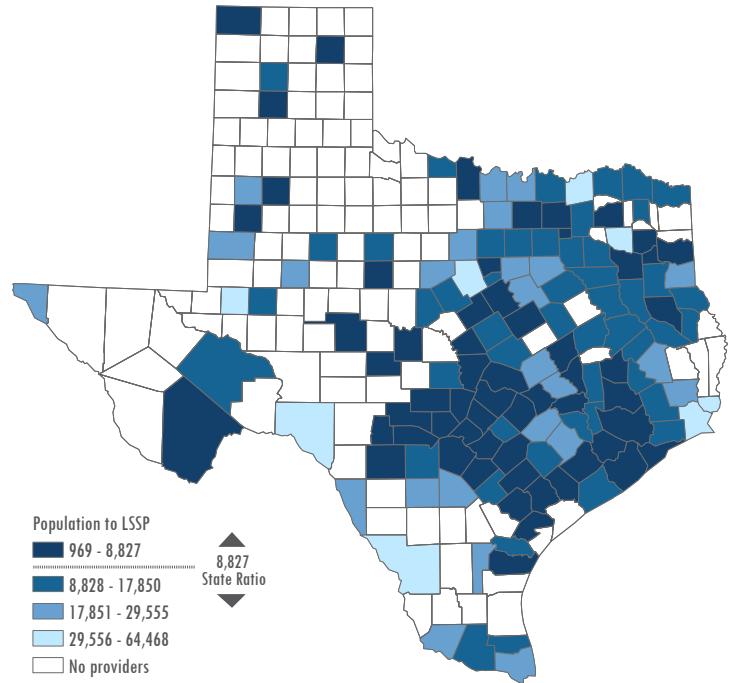 Population to LSSP
969 - 8,827
8,828 - 17,850
17,851 - 29,555
29,556 - 64,468
No providers
8,827
State Ratio